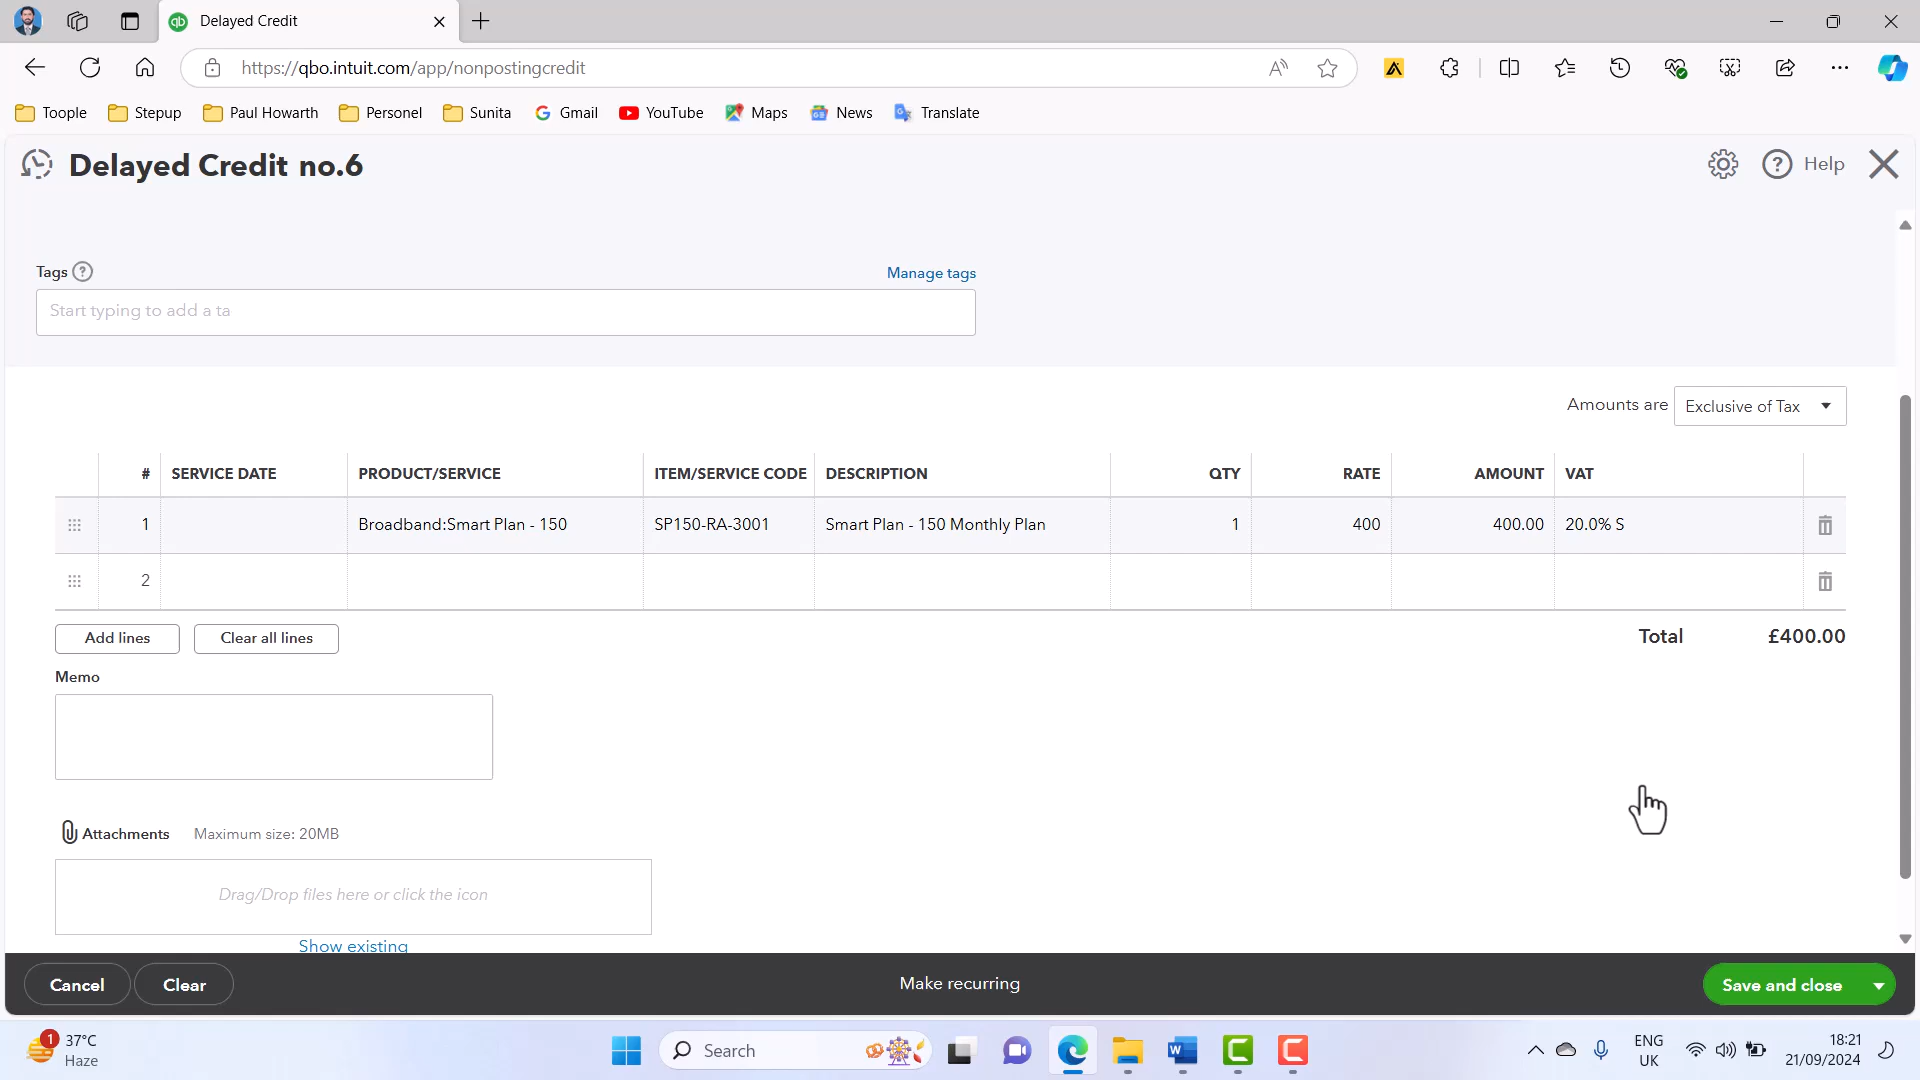 Delayed Credit
https://qbo.intuit.com/app/nonpostingcredit
Toople Stepup Paul Howarth Personel Sunita Gmail YouTube Maps News Translate
Delayed Credit no.6
Help
Tags
Manage tags
Start typing to add a ta
Amounts are Exclusive of Tax
# SERVICE DATE PRODUCT/SERVICE ITEM/SERVICE CODE DESCRIPTION QTY RATE AMOUNT VAT
1 Broadband:Smart Plan - 150 SP150-RA-3001 Smart Plan - 150 Monthly Plan 1 400 400.00 20.0% S
2
Add lines Clear all lines Total £400.00
Memo
Attachments Maximum size: 20MB
Drag/Drop files here or click the icon
Show existing
Cancel Clear Make recurring Save and close
1 37°C
Haze
Search
ENG
UK
18:21
21/09/2024